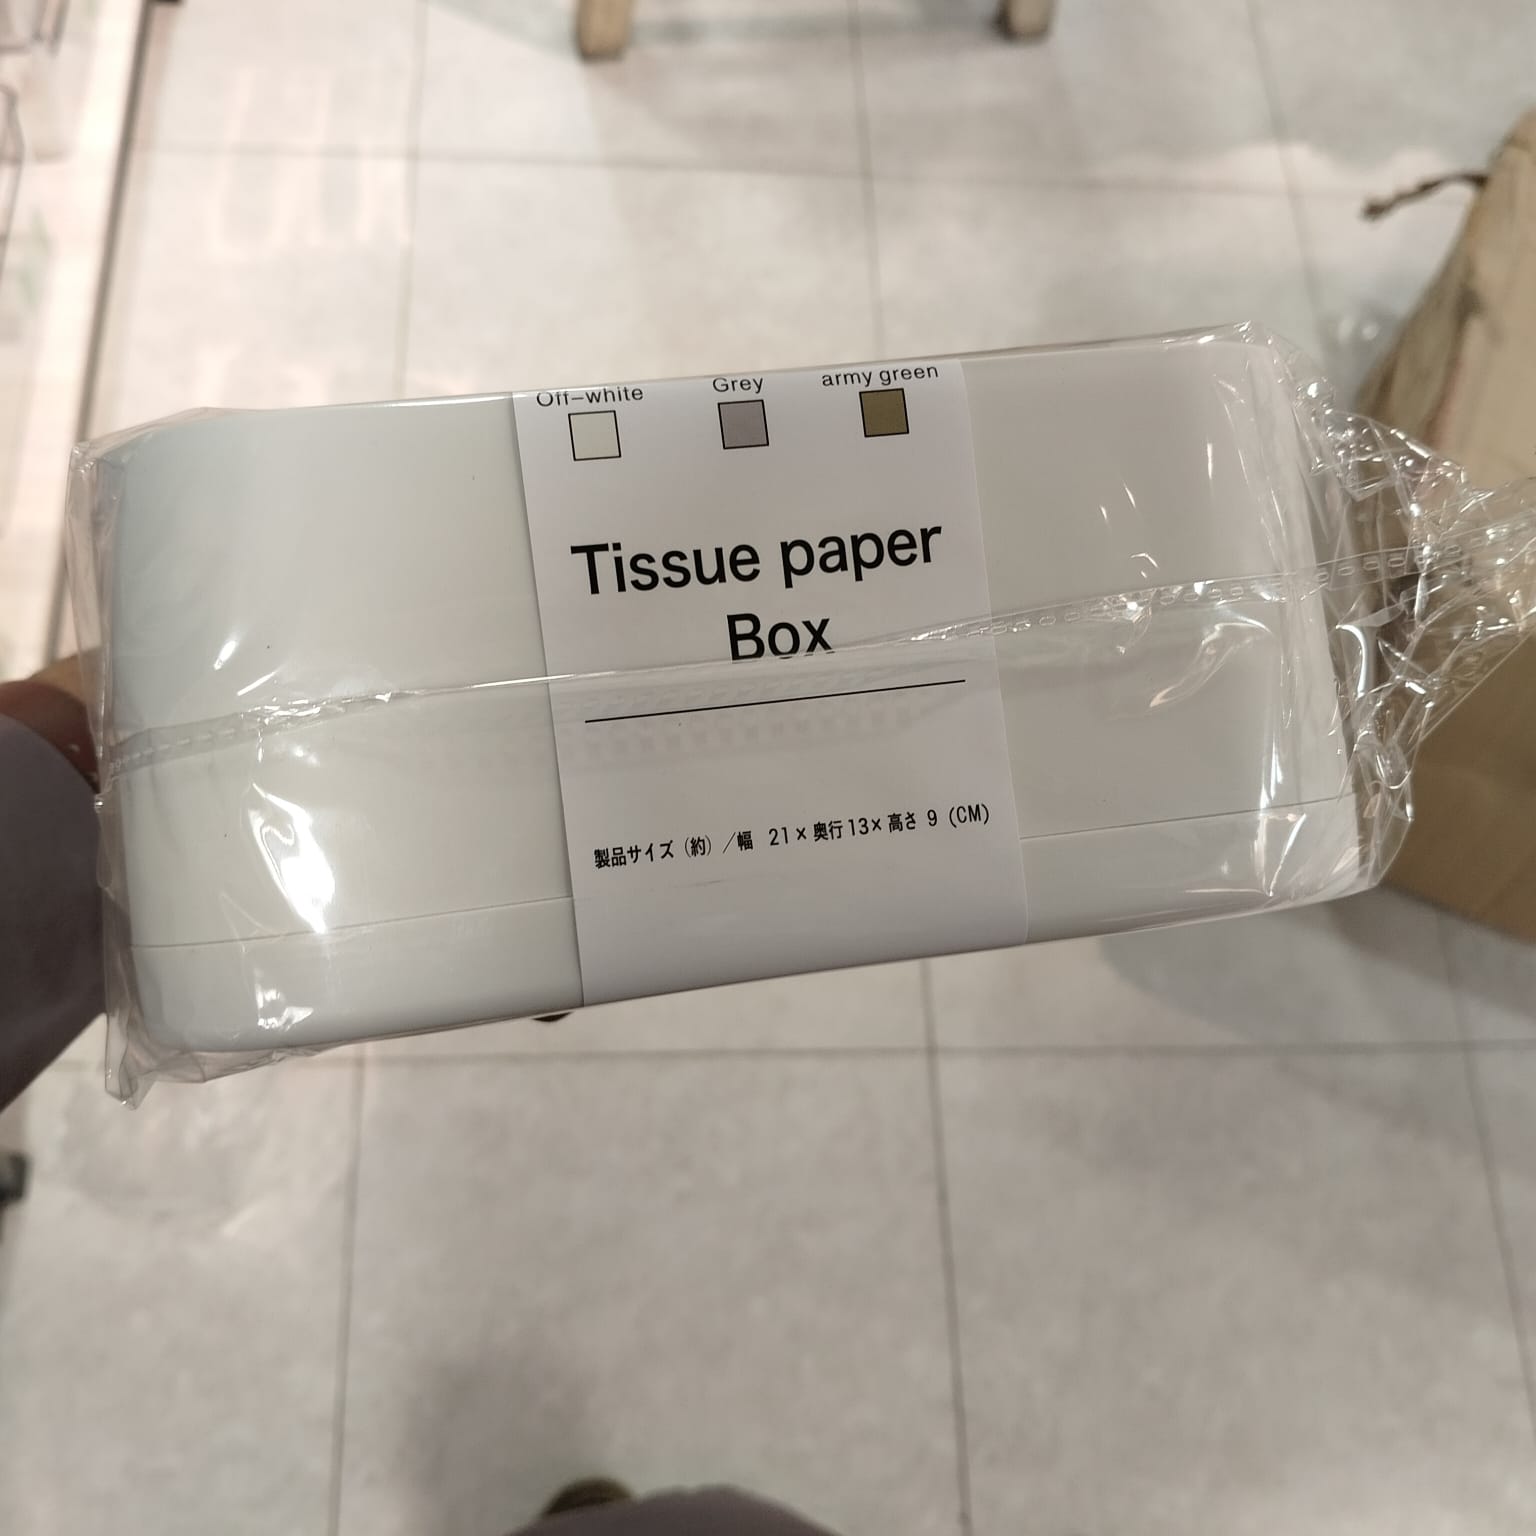 Off-white Grey army green
Tissue paper
Box
製品サイズ（約）／幅 21×奥行13×高さ 9 (CM)